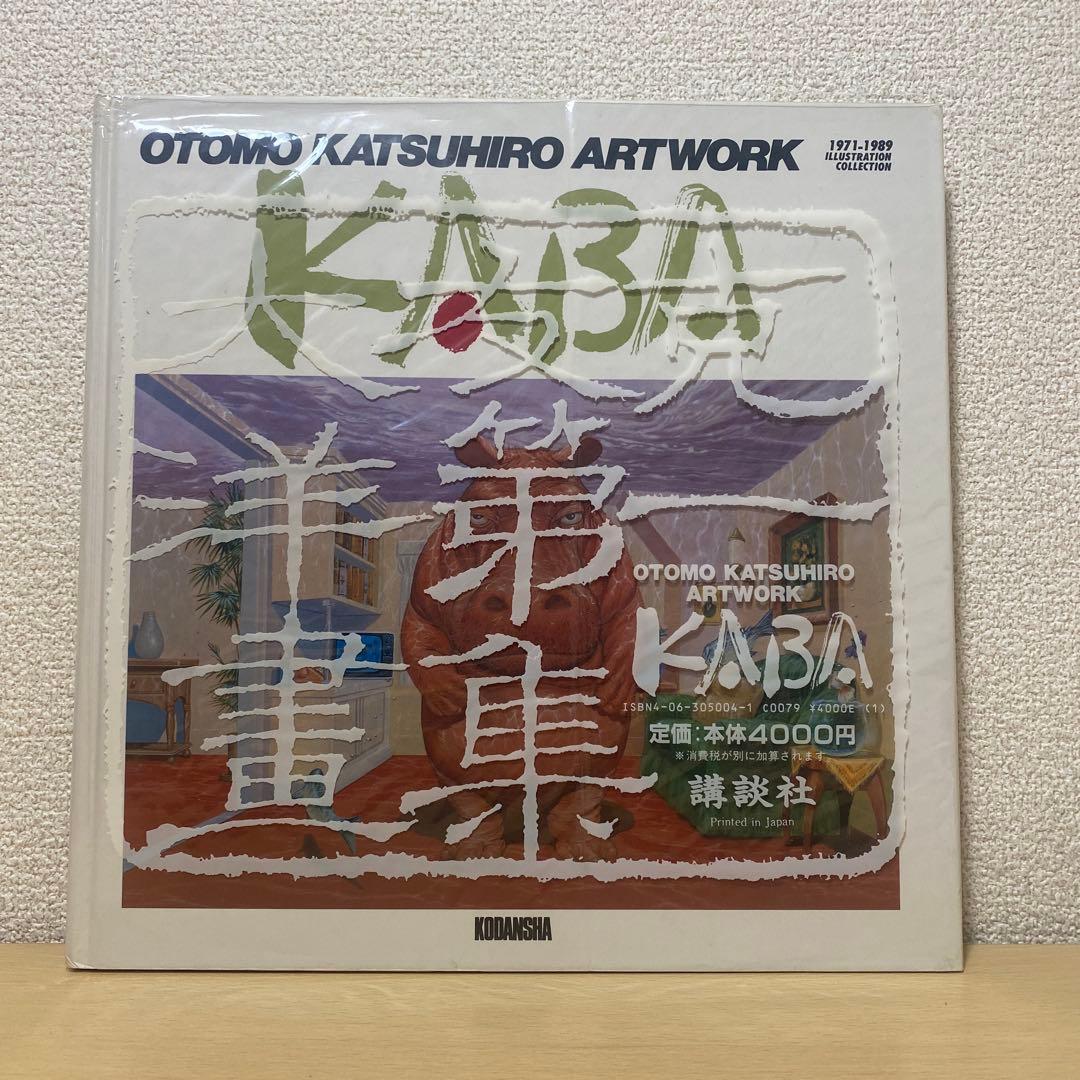 OTOMO KATSUHIRO ARTWORK
1971-1989
ILLUSTRATION
COLLECTION
KABA
大友克
洋第一
畫集
OTOMO KATSUHIRO
ARTWORK
KABA
ISBN4-06-305004-1 C0079 ¥4000E (1)
定価:本体4000円
※消費税が別に加算されます。
講談社
Printed in Japan
KODANSHA